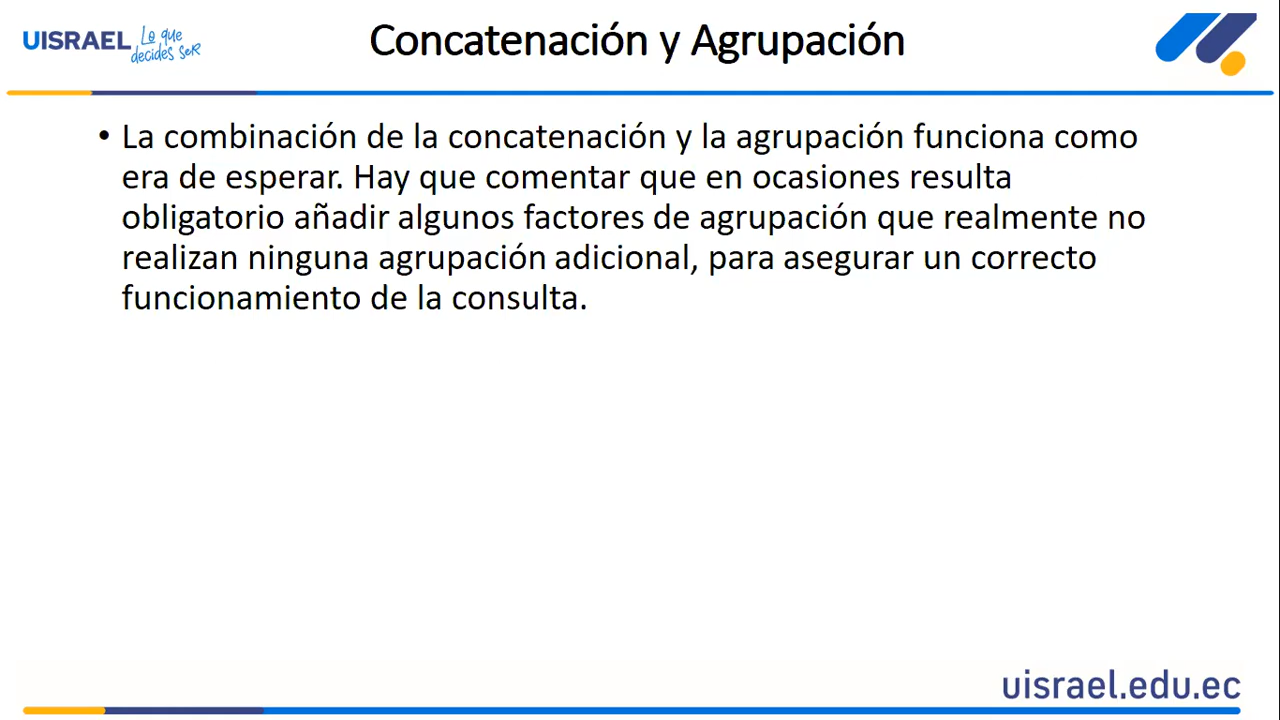 UISRAEL Lo que
decides seR
Concatenación y Agrupación
• La combinación de la concatenación y la agrupación funciona como
era de esperar. Hay que comentar que en ocasiones resulta
obligatorio añadir algunos factores de agrupación que realmente no
realizan ninguna agrupación adicional, para asegurar un correcto
funcionamiento de la consulta.
uisrael.edu.ec